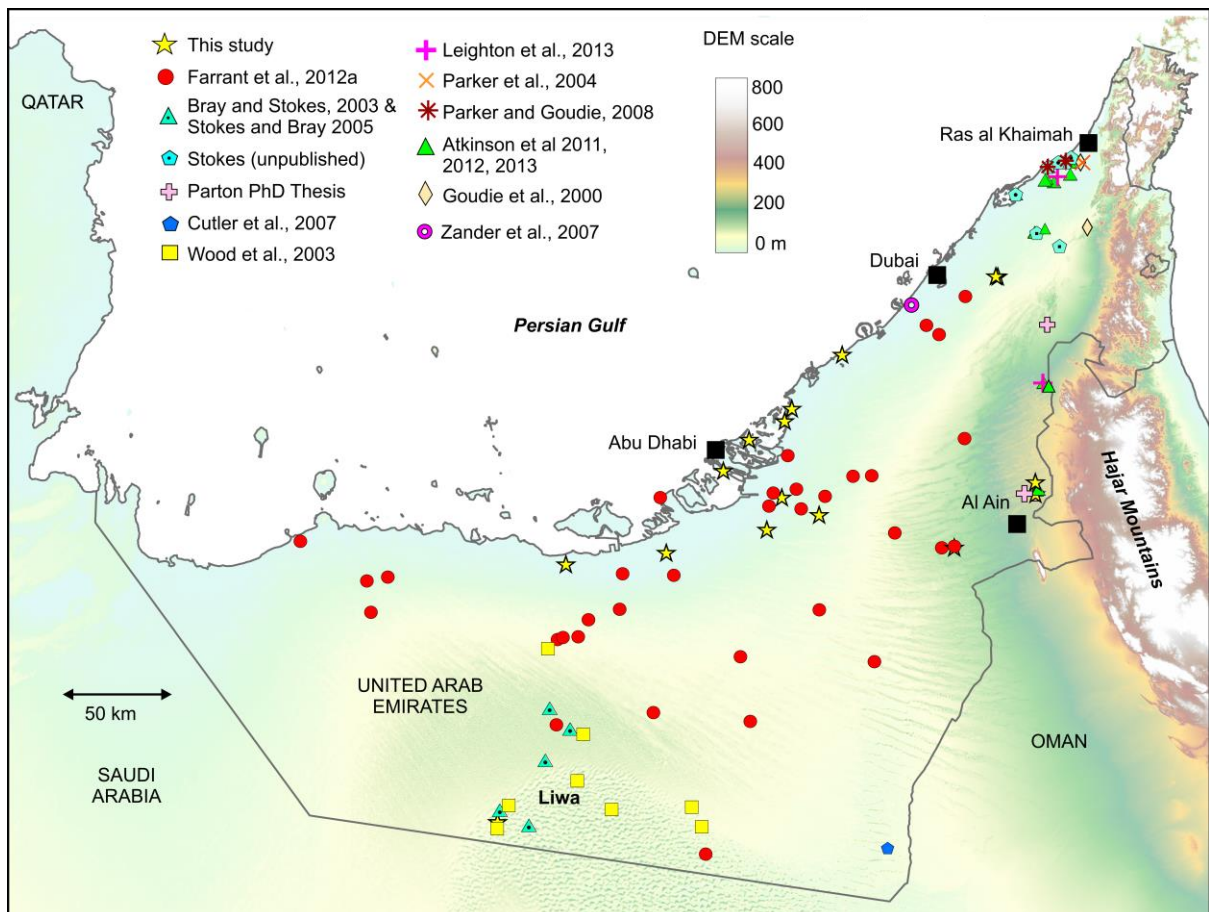 This study
Farrant et al., 2012a
Bray and Stokes, 2003 &
Stokes and Bray 2005
Stokes (unpublished)
Parton PhD Thesis
Cutler et al., 2007
Wood et al., 2003
Leighton et al., 2013
Parker et al., 2004
Parker and Goudie, 2008
Atkinson et al 2011,
2012, 2013
Goudie et al., 2000
Zander et al., 2007
DEM scale
800
600
400
200
0 m
QATAR
Ras al Khaimah
Dubai
Persian Gulf
Abu Dhabi
Al Ain
Hajar Mountains
50 km
UNITED ARAB
EMIRATES
SAUDI
ARABIA
Liwa
OMAN